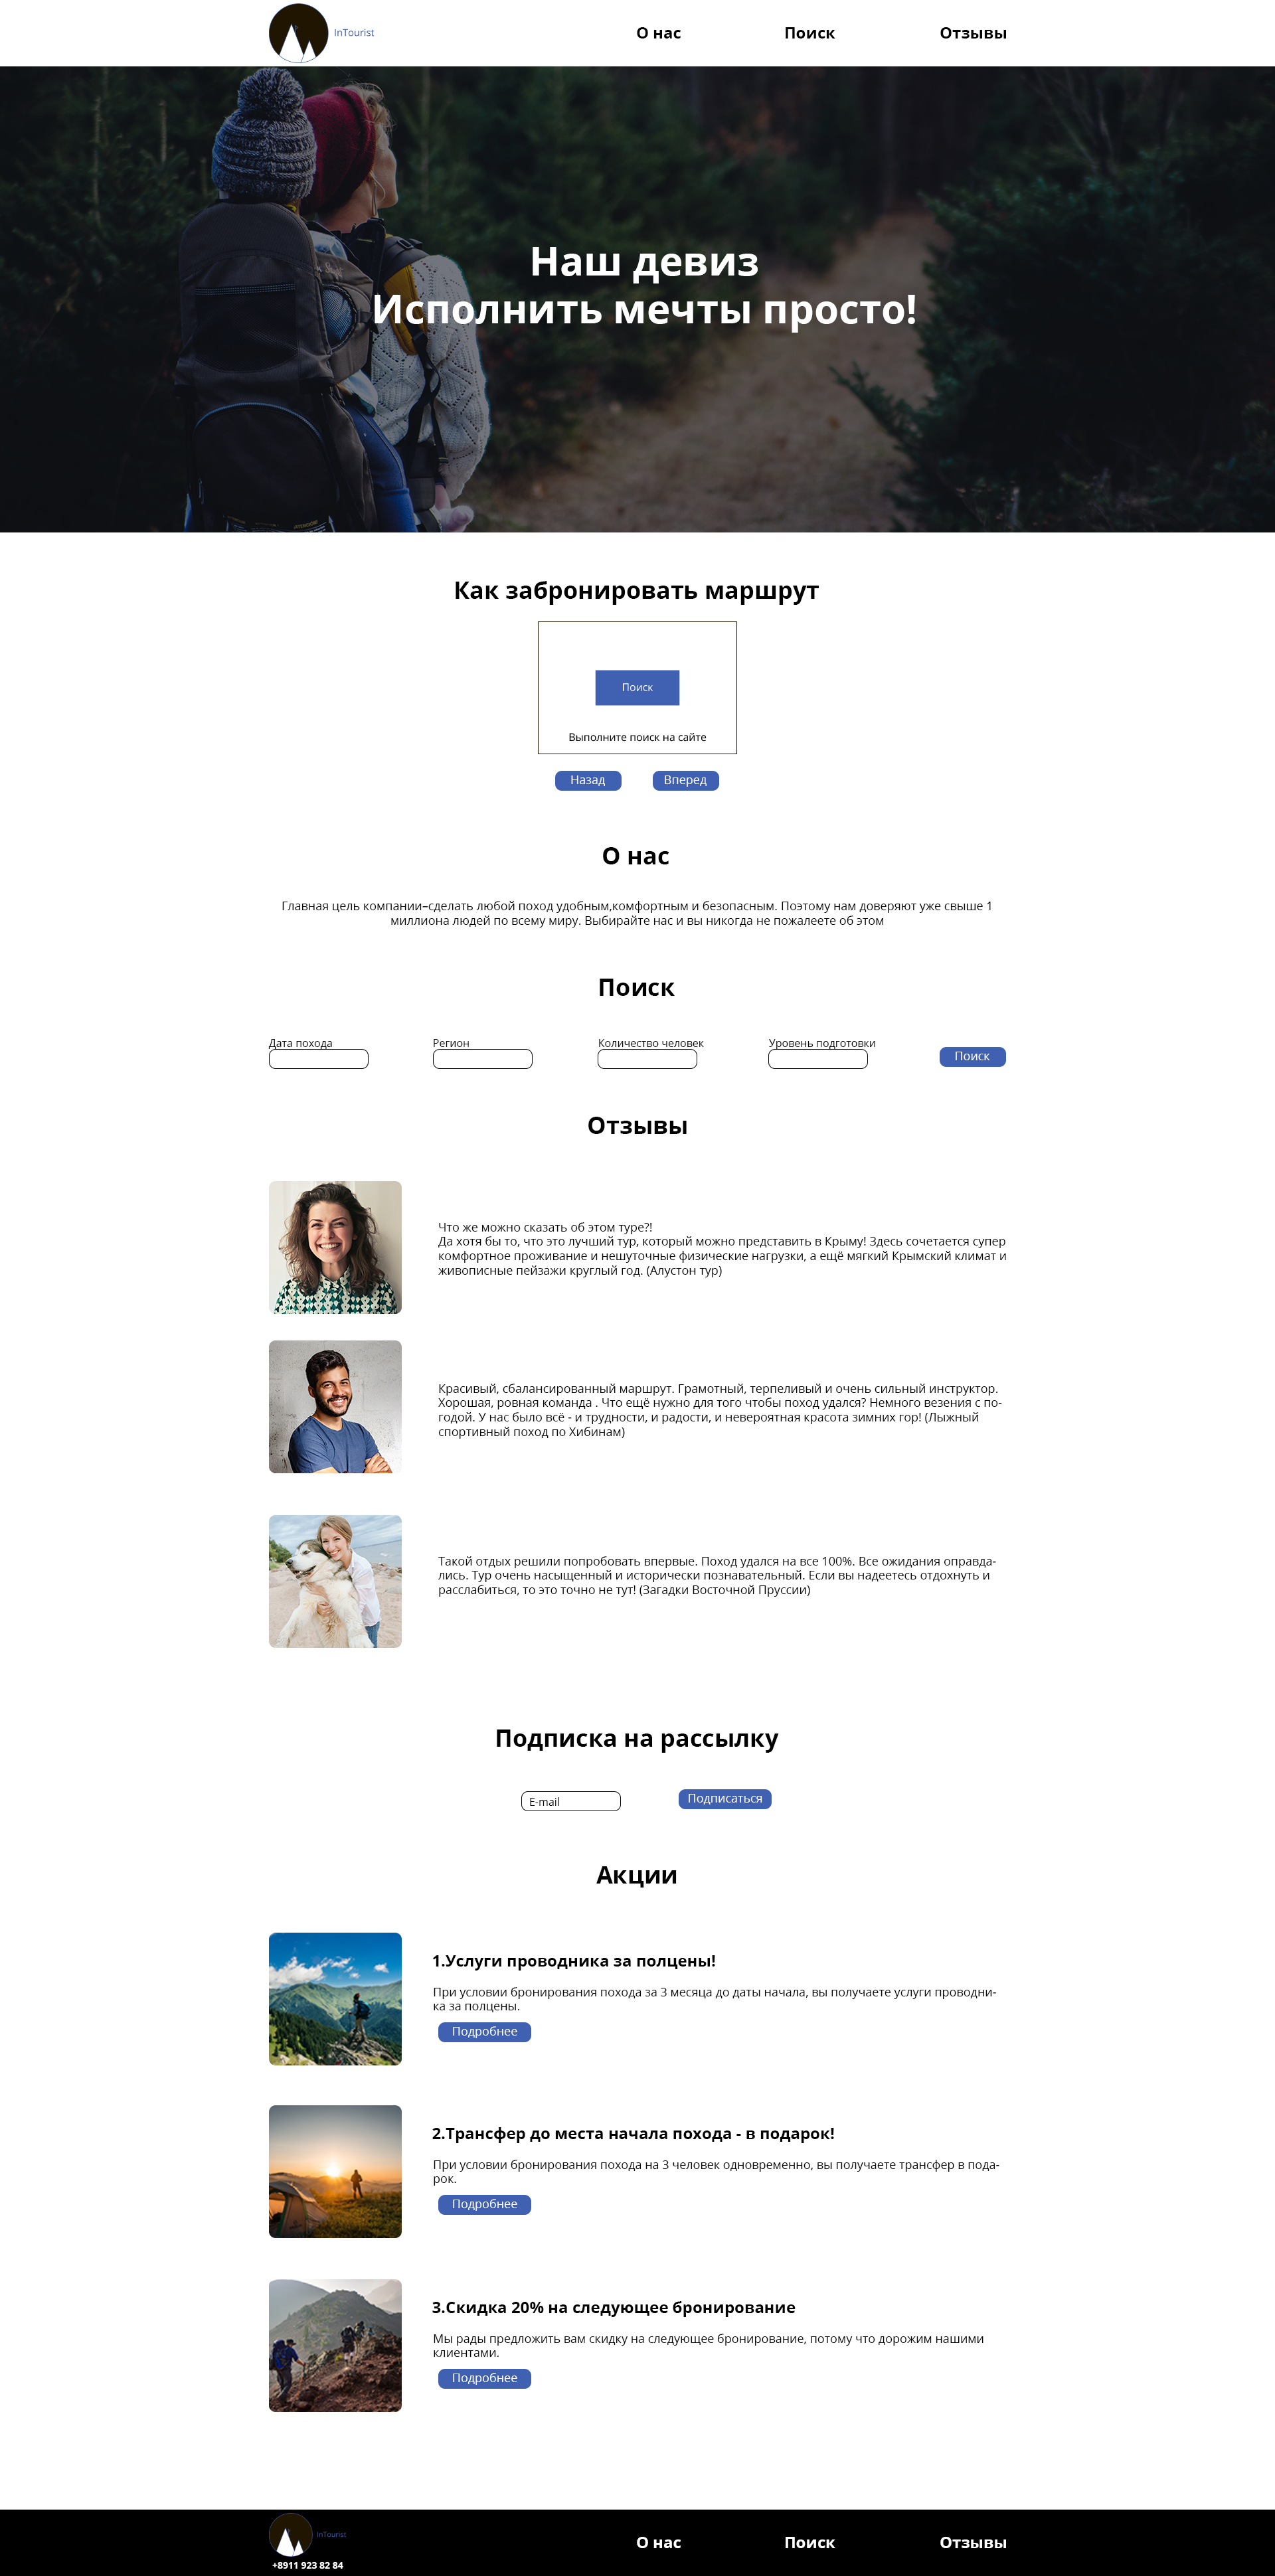 InTourist
О нас
Поиск
Отзывы
Наш девиз
Исполнить мечты просто!
Как забронировать маршрут
Поиск
Выполните поиск на сайте
Назад
Вперед
О нас
Главная цель компании–сделать любой поход удобным,комфортным и безопасным. Поэтому нам доверяют уже свыше 1
миллиона людей по всему миру. Выбирайте нас и вы никогда не пожалеете об этом
Поиск
Дата похода
Регион
Количество человек
Уровень подготовки
Поиск
Отзывы
Что же можно сказать об этом туре?!
Да хотя бы то, что это лучший тур, который можно представить в Крыму! Здесь сочетается супер
комфортное проживание и нешуточные физические нагрузки, а ещё мягкий Крымский климат и
живописные пейзажи круглый год. (Алустон тур)
Красивый, сбалансированный маршрут. Грамотный, терпеливый и очень сильный инструктор.
Хорошая, ровная команда . Что ещё нужно для того чтобы поход удался? Немного везения с по-
годой. У нас было всё - и трудности, и радости, и невероятная красота зимних гор! (Лыжный
спортивный поход по Хибинам)
Такой отдых решили попробовать впервые. Поход удался на все 100%. Все ожидания оправда-
лись. Тур очень насыщенный и исторически познавательный. Если вы надеетесь отдохнуть и
расслабиться, то это точно не тут! (Загадки Восточной Пруссии)
Подписка на рассылку
E-mail
Подписаться
Акции
1.Услуги проводника за полцены!
При условии бронирования похода за 3 месяца до даты начала, вы получаете услуги проводни-
ка за полцены.
Подробнее
2.Трансфер до места начала похода - в подарок!
При условии бронирования похода на 3 человек одновременно, вы получаете трансфер в пода-
рок.
Подробнее
3.Скидка 20% на следующее бронирование
Мы рады предложить вам скидку на следующее бронирование, потому что дорожим нашими
клиентами.
Подробнее
InTourist
+8911 923 82 84
О нас
Поиск
Отзывы